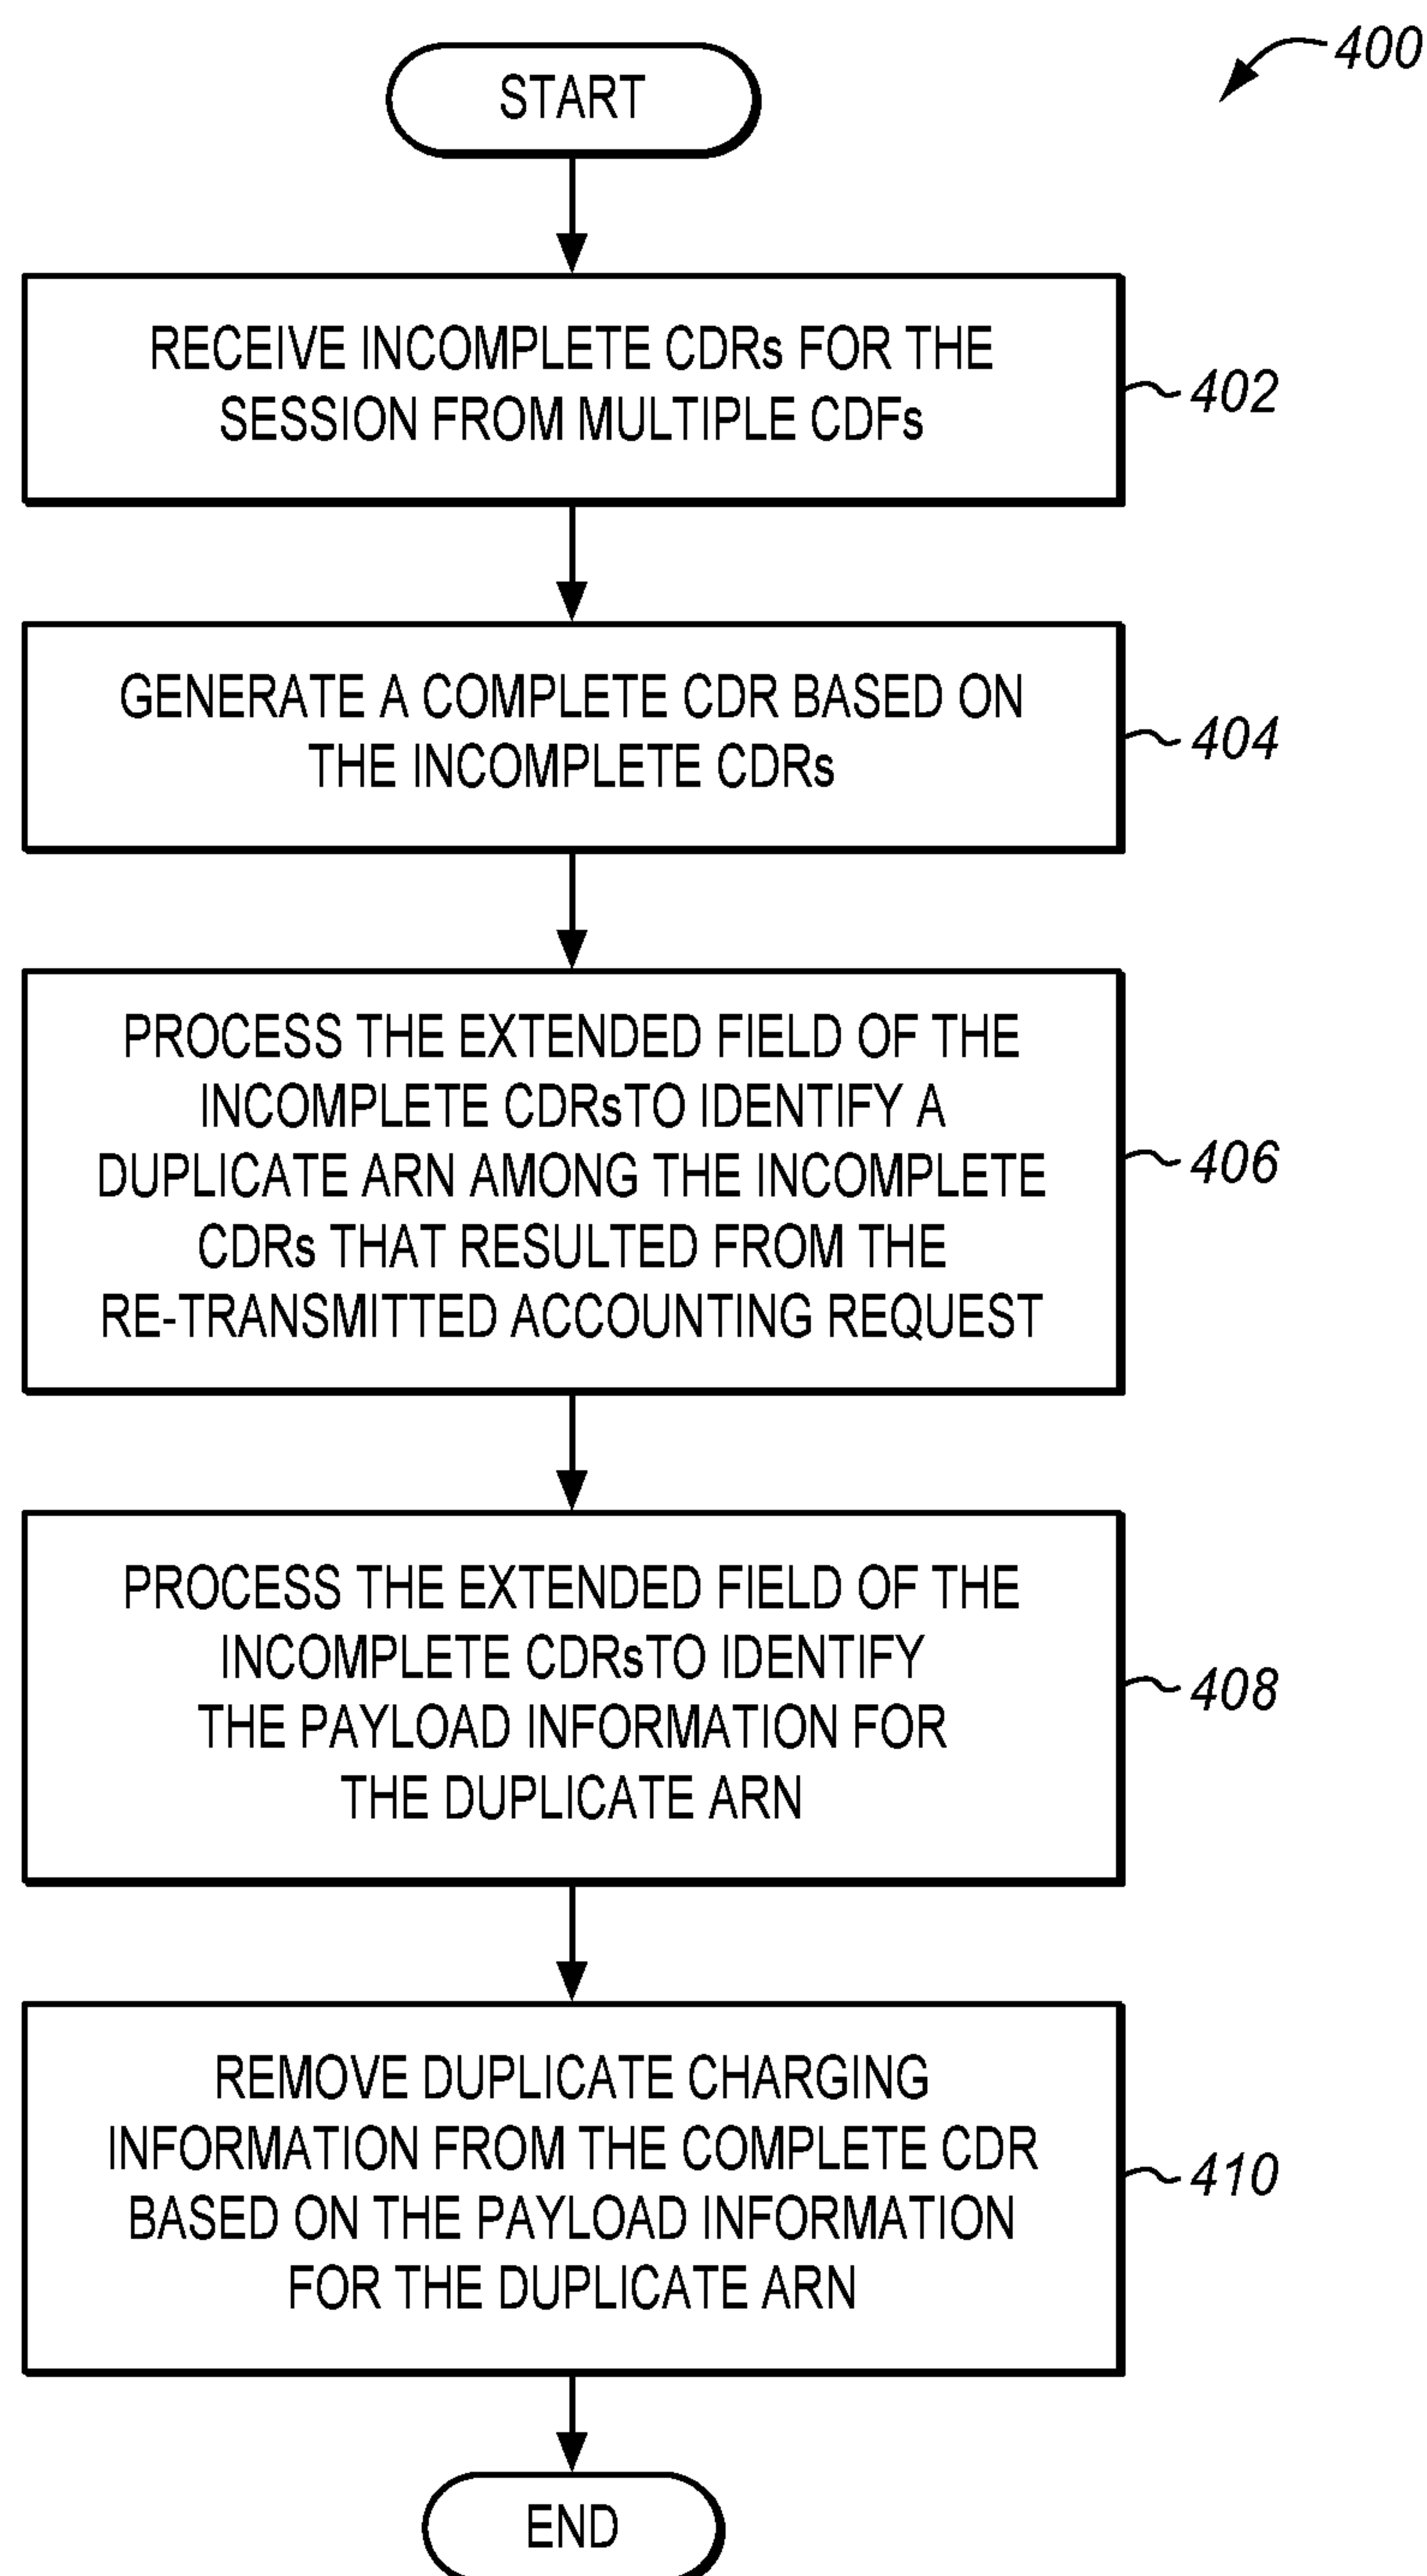 400
START
RECEIVE INCOMPLETE CDRs FOR THE
SESSION FROM MULTIPLE CDFs
402
GENERATE A COMPLETE CDR BASED ON
THE INCOMPLETE CDRs
404
PROCESS THE EXTENDED FIELD OF THE
INCOMPLETE CDRsTO IDENTIFY A
DUPLICATE ARN AMONG THE INCOMPLETE
CDRs THAT RESULTED FROM THE
RE-TRANSMITTED ACCOUNTING REQUEST
406
PROCESS THE EXTENDED FIELD OF THE
INCOMPLETE CDRsTO IDENTIFY
THE PAYLOAD INFORMATION FOR
THE DUPLICATE ARN
408
REMOVE DUPLICATE CHARGING
INFORMATION FROM THE COMPLETE CDR
BASED ON THE PAYLOAD INFORMATION
FOR THE DUPLICATE ARN
410
END